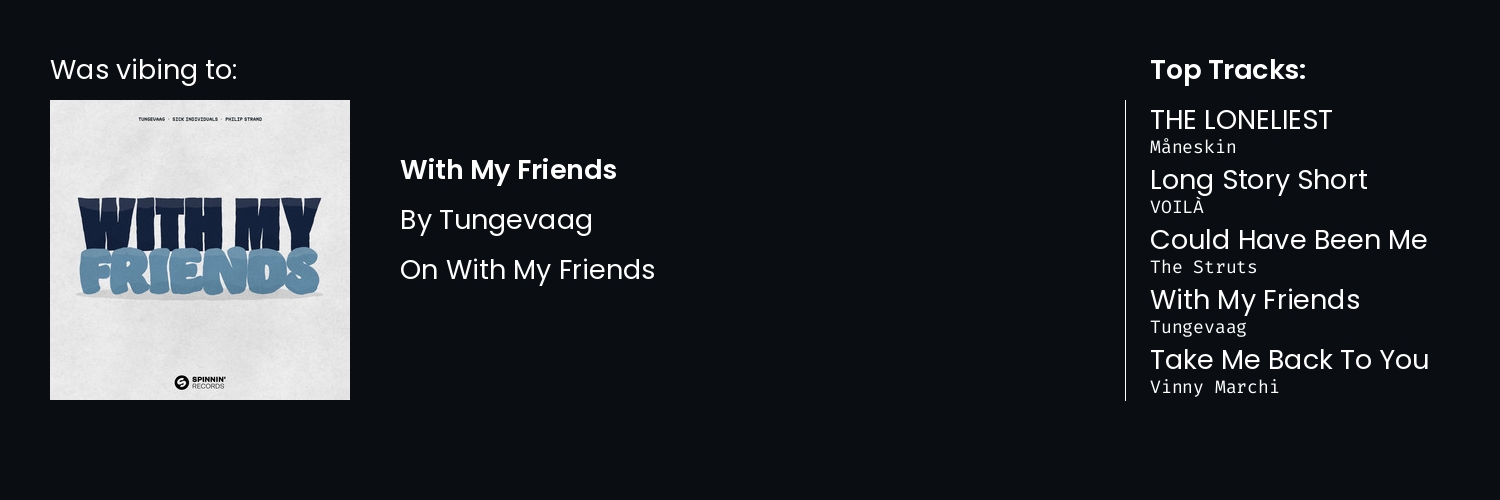 Was vibing to:
TUNGEVAAG · SICK INDIVIDUALS · PHILIP STRAND
WITH MY
FRIENDS
SPINNIN'
RECORDS
With My Friends
By Tungevaag
On With My Friends
Top Tracks:
THE LONELIEST
Måneskin
Long Story Short
VOILÀ
Could Have Been Me
The Struts
With My Friends
Tungevaag
Take Me Back To You
Vinny Marchi